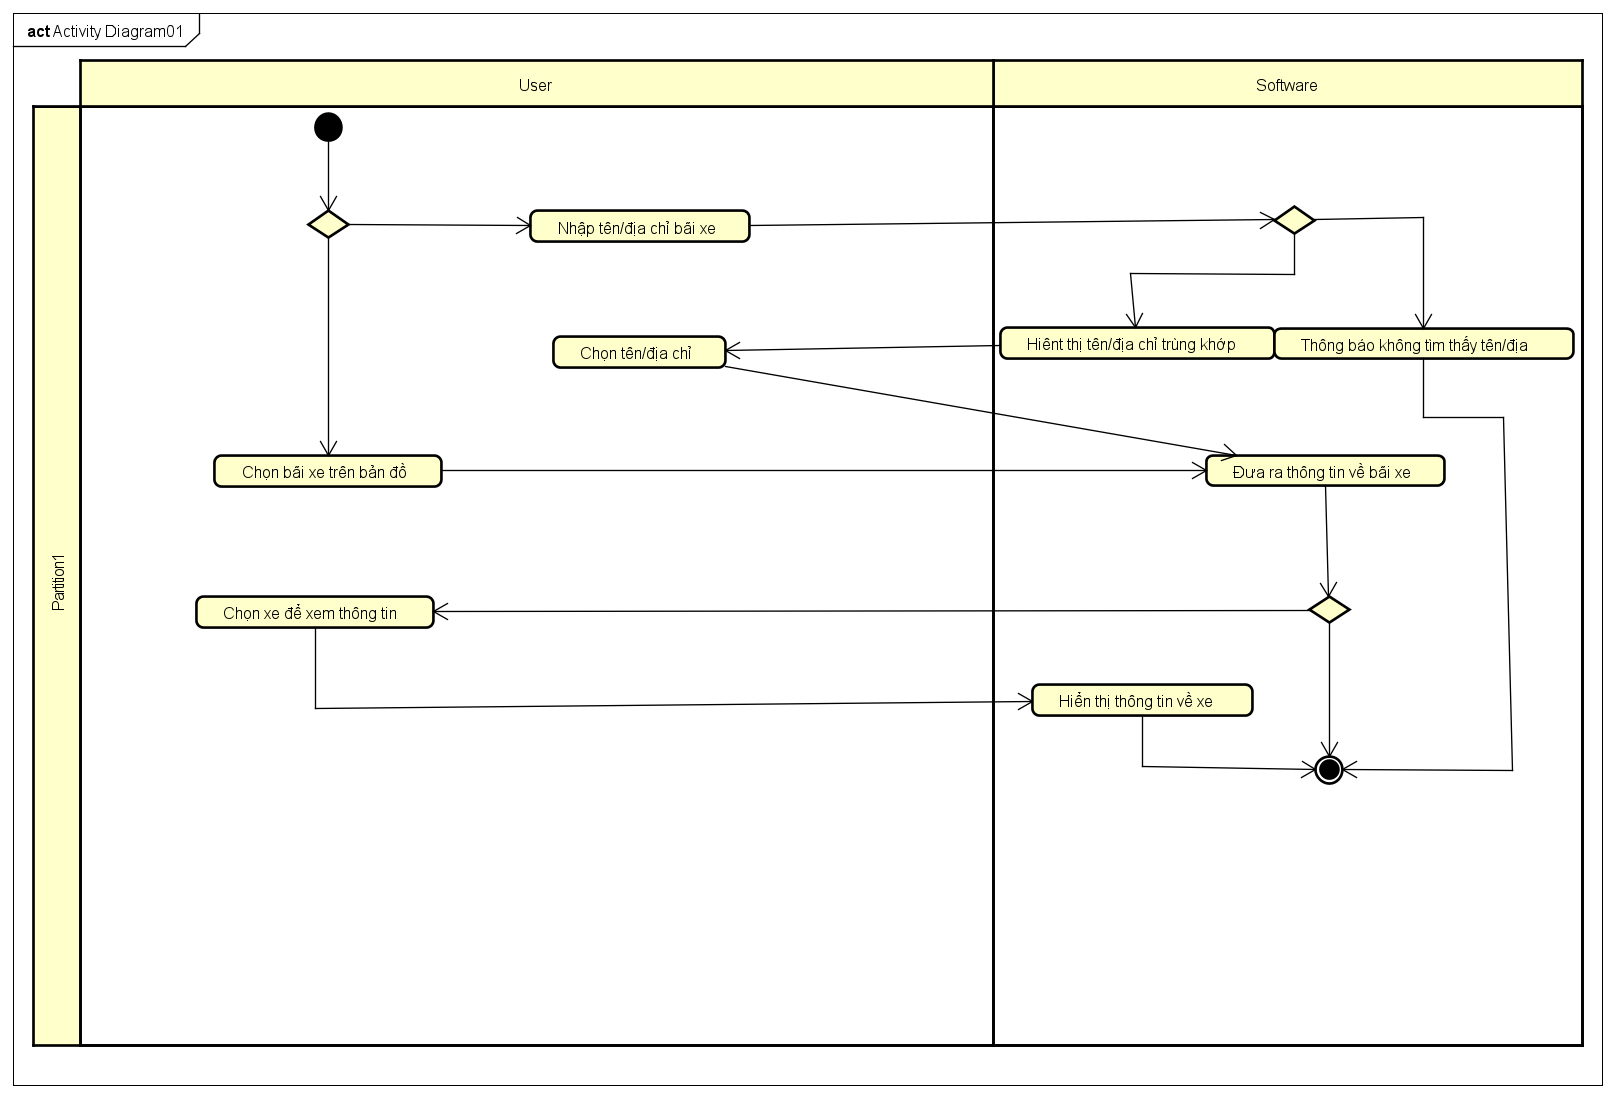 act Activity Diagram01
User
Software
Nhập tên/địa chỉ bãi xe
Hiênt thị tên/địa chỉ trùng khớp
Thông báo không tìm thấy tên/địa
Chọn tên/địa chỉ
Chọn bãi xe trên bản đồ
Đưa ra thông tin về bãi xe
Partition1
Chọn xe để xem thông tin
Hiển thị thông tin về xe